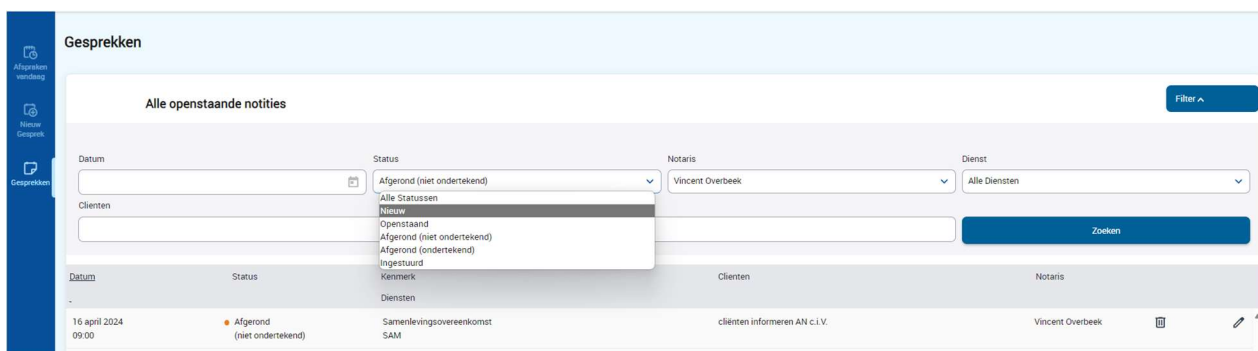 Gesprekken
Afspraken
vandaag
Nieuw
Gesprek
Gesprekken
Alle openstaande notities
Filter
Datum
Status
Notaris
Dienst
Afgerond (niet ondertekend)
Vincent Overbeek
Alle Diensten
Clienten
Alle Statussen
Nieuw
Openstaand
Afgerond (niet ondertekend)
Afgerond (ondertekend)
Ingestuurd
Zoeken
Datum
Status
Kenmerk
Clienten
Notaris
-
Diensten
16 april 2024
09:00
Afgerond
(niet ondertekend)
Samenlevingsovereenkomst
SAM
cliënten informeren AN c.i.V.
Vincent Overbeek